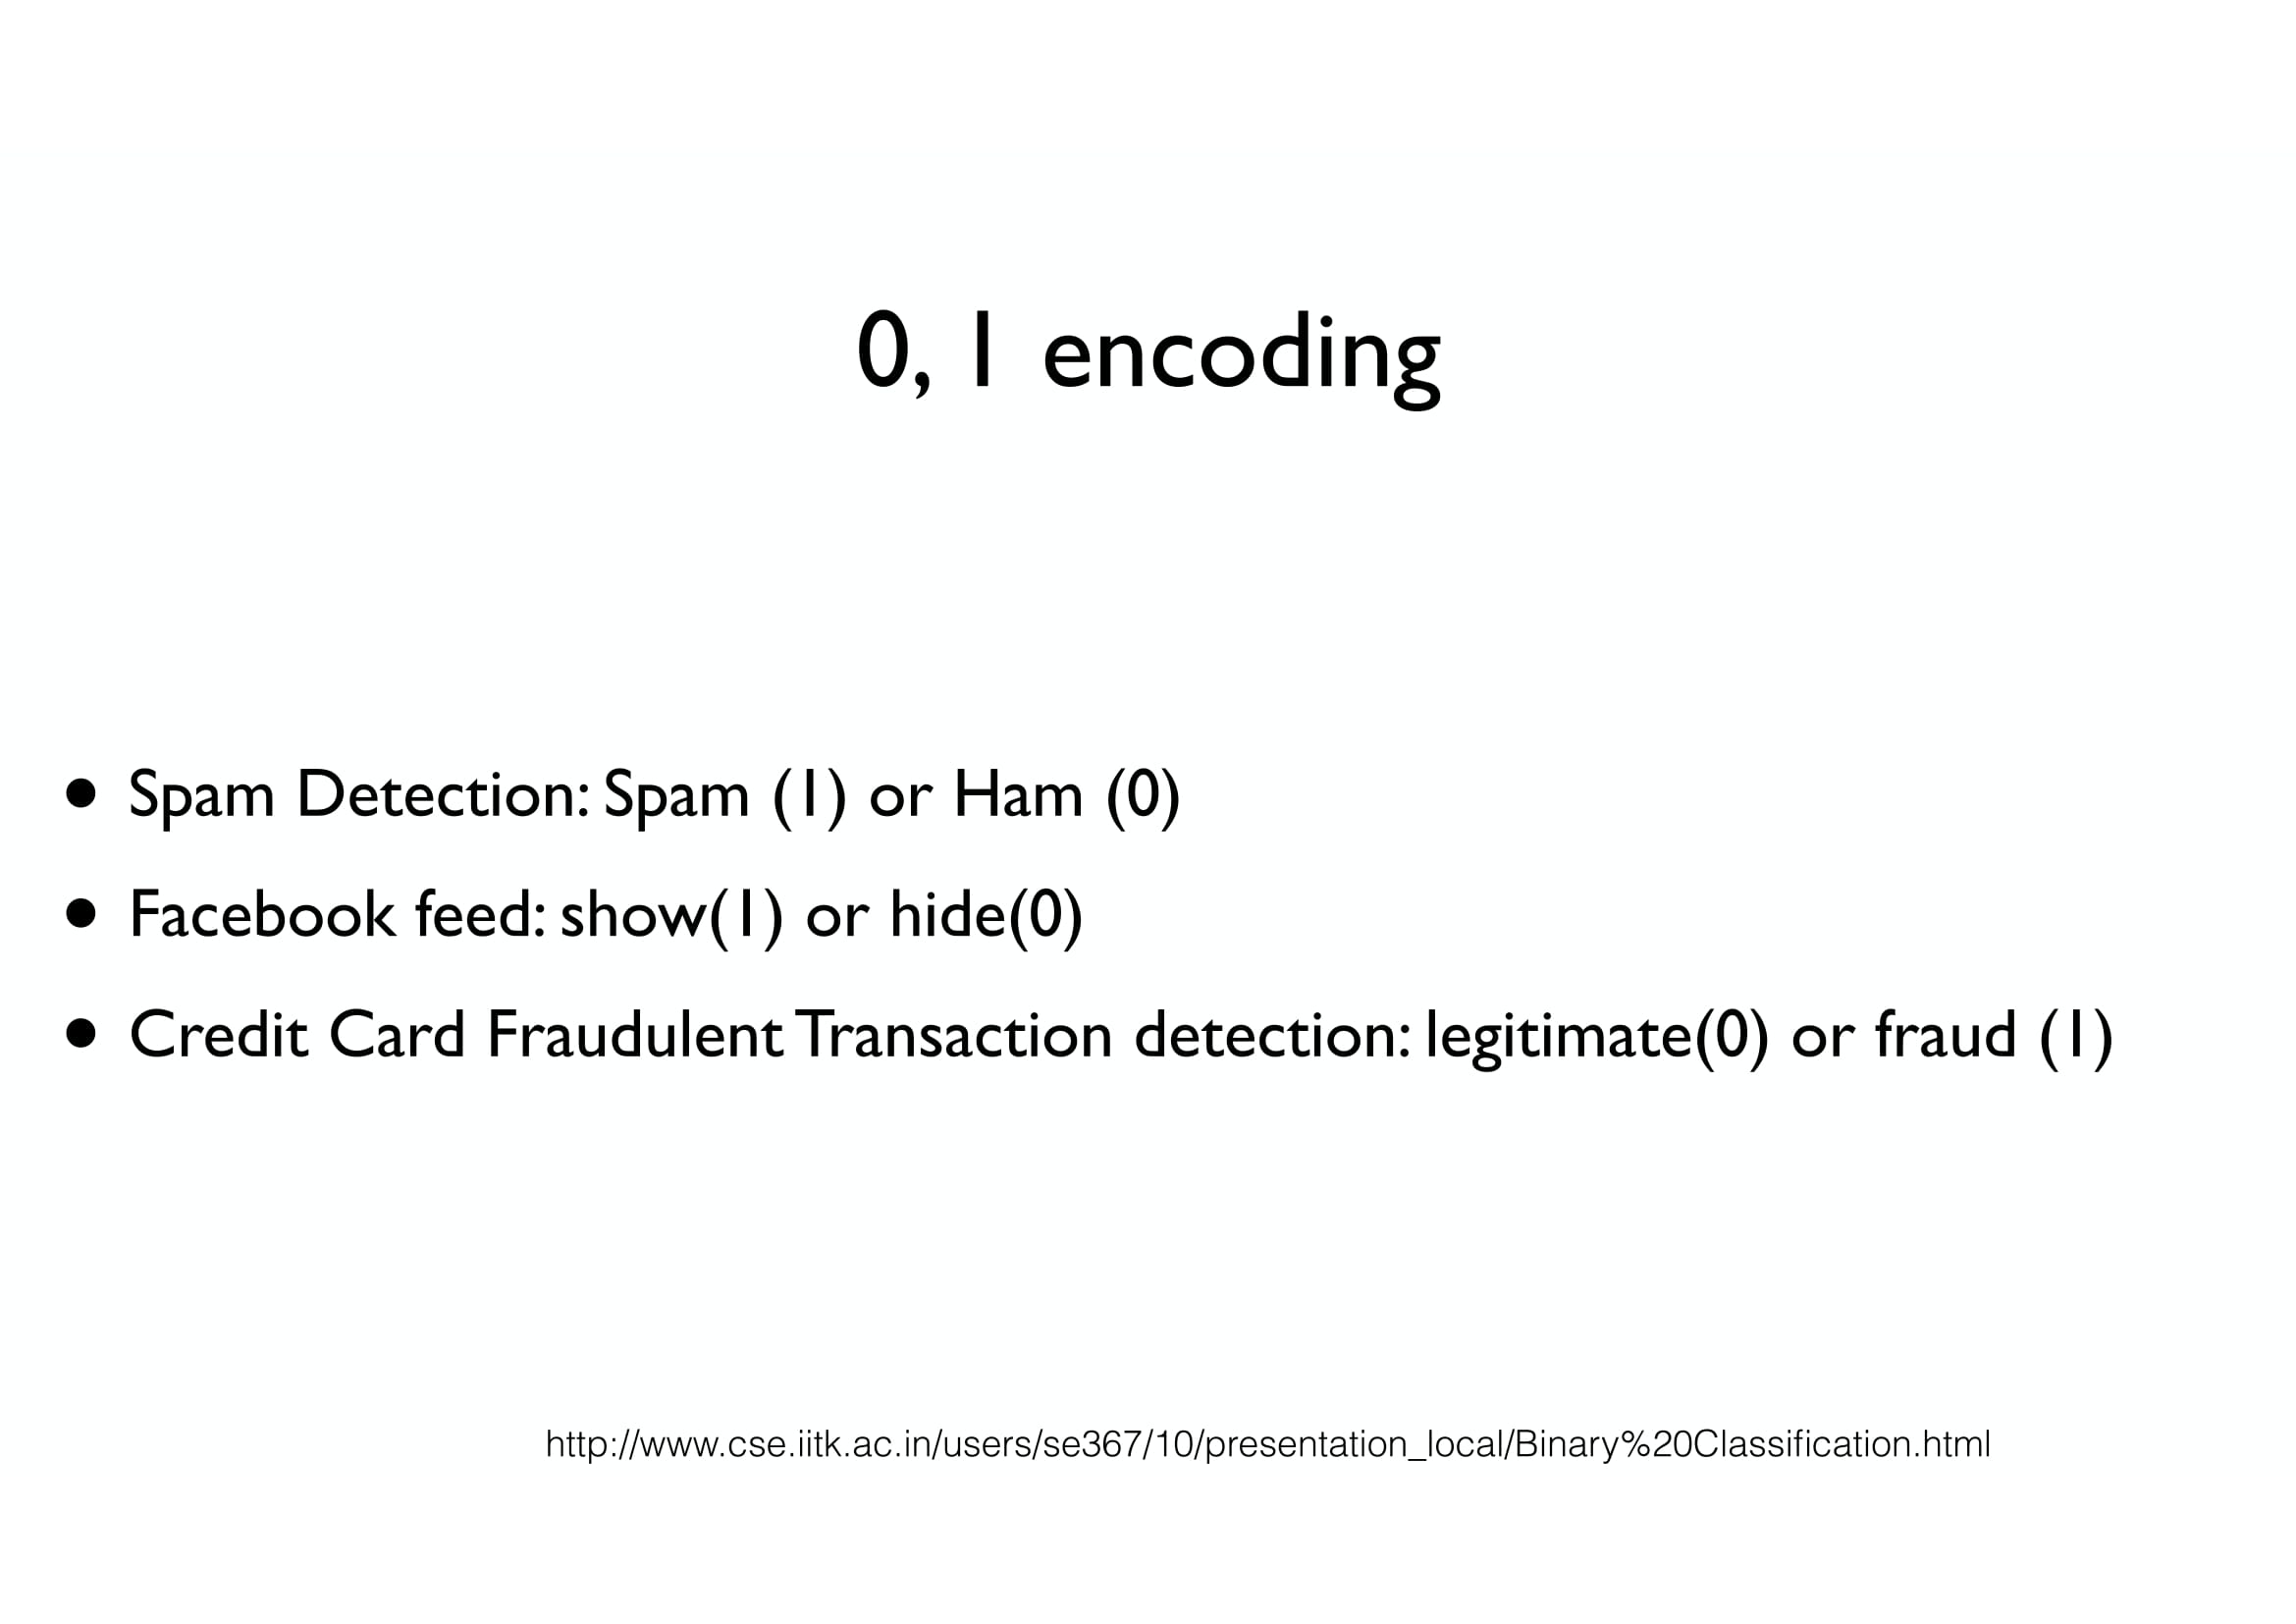 0, 1 encoding
● Spam Detection: Spam (1) or Ham (0)
● Facebook feed: show(1) or hide(0)
● Credit Card Fraudulent Transaction detection: legitimate(0) or fraud (1)
http://www.cse.iitk.ac.in/users/se367/10/presentation_local/Binary%20Classification.html